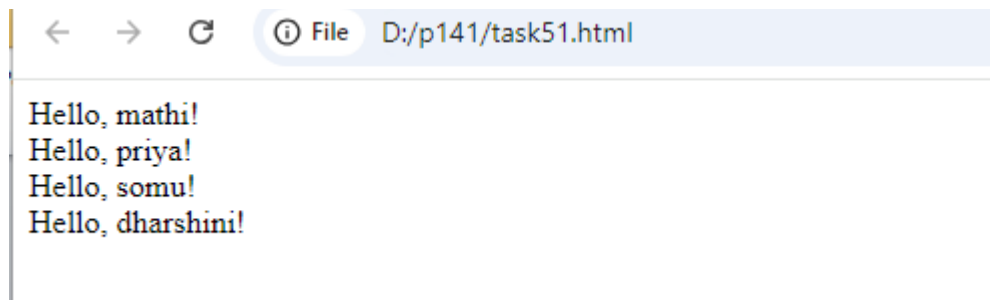 File D:/p141/task51.html
Hello, mathi!
Hello, priya!
Hello, somu!
Hello, dharshini!